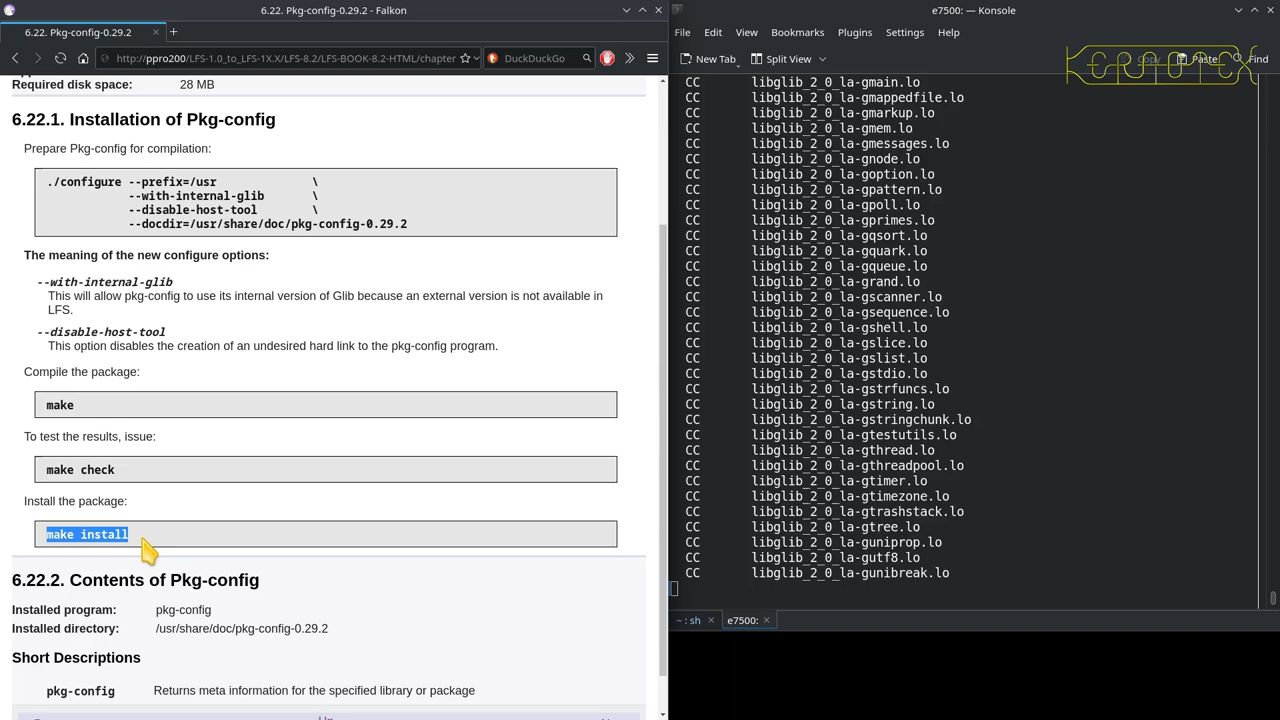 6.22. Pkg-config-0.29.2 - Falkon
6.22. Pkg-config-0.29.2
http://ppro200/LFS-1.0_to_LFS-1X.X/LFS-8.2/LFS-BOOK-8.2-HTML/chapter
DuckDuckGo
Required disk space: 28 MB
6.22.1. Installation of Pkg-config
Prepare Pkg-config for compilation:
./configure --prefix=/usr \
--with-internal-glib \
--disable-host-tool \
--docdir=/usr/share/doc/pkg-config-0.29.2
The meaning of the new configure options:
--with-internal-glib
This will allow pkg-config to use its internal version of Glib because an external version is not available in
LFS.
--disable-host-tool
This option disables the creation of an undesired hard link to the pkg-config program.
Compile the package:
make
To test the results, issue:
make check
Install the package:
make install
6.22.2. Contents of Pkg-config
Installed program: pkg-config
Installed directory: /usr/share/doc/pkg-config-0.29.2
Short Descriptions
pkg-config Returns meta information for the specified library or package
e7500: — Konsole
File Edit View Bookmarks Plugins Settings Help
New Tab Split View Copy Paste Find
CC libglib_2_0_la-gmain.lo
CC libglib_2_0_la-gmappedfile.lo
CC libglib_2_0_la-gmarkup.lo
CC libglib_2_0_la-gmem.lo
CC libglib_2_0_la-gmessages.lo
CC libglib_2_0_la-gnode.lo
CC libglib_2_0_la-goption.lo
CC libglib_2_0_la-gpattern.lo
CC libglib_2_0_la-gpoll.lo
CC libglib_2_0_la-gprimes.lo
CC libglib_2_0_la-gqsort.lo
CC libglib_2_0_la-gquark.lo
CC libglib_2_0_la-gqueue.lo
CC libglib_2_0_la-grand.lo
CC libglib_2_0_la-gscanner.lo
CC libglib_2_0_la-gsequence.lo
CC libglib_2_0_la-gshell.lo
CC libglib_2_0_la-gslice.lo
CC libglib_2_0_la-gslist.lo
CC libglib_2_0_la-gstdio.lo
CC libglib_2_0_la-gstrfuncs.lo
CC libglib_2_0_la-gstring.lo
CC libglib_2_0_la-gstringchunk.lo
CC libglib_2_0_la-gtestutils.lo
CC libglib_2_0_la-gthread.lo
CC libglib_2_0_la-gthreadpool.lo
CC libglib_2_0_la-gtimer.lo
CC libglib_2_0_la-gtimezone.lo
CC libglib_2_0_la-gtrashstack.lo
CC libglib_2_0_la-gtree.lo
CC libglib_2_0_la-guniprop.lo
CC libglib_2_0_la-gutf8.lo
CC libglib_2_0_la-gunibreak.lo
~ : sh e7500: